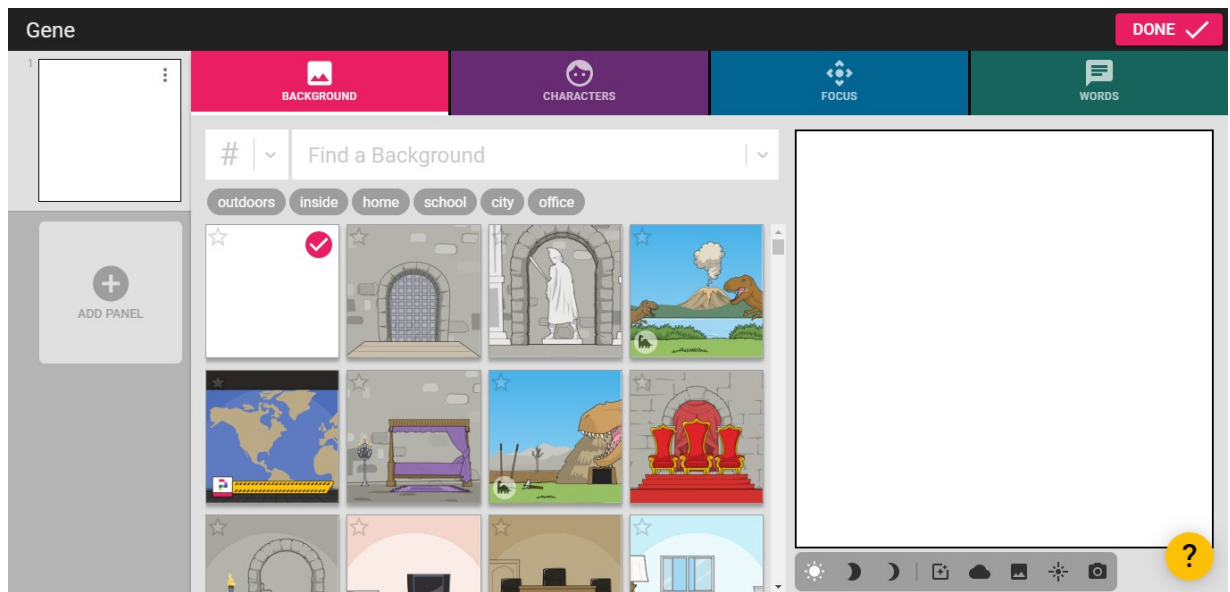 Gene
DONE
1
BACKGROUND
CHARACTERS
FOCUS
WORDS
# Find a Background
outdoors inside home school city office
ADD PANEL
?